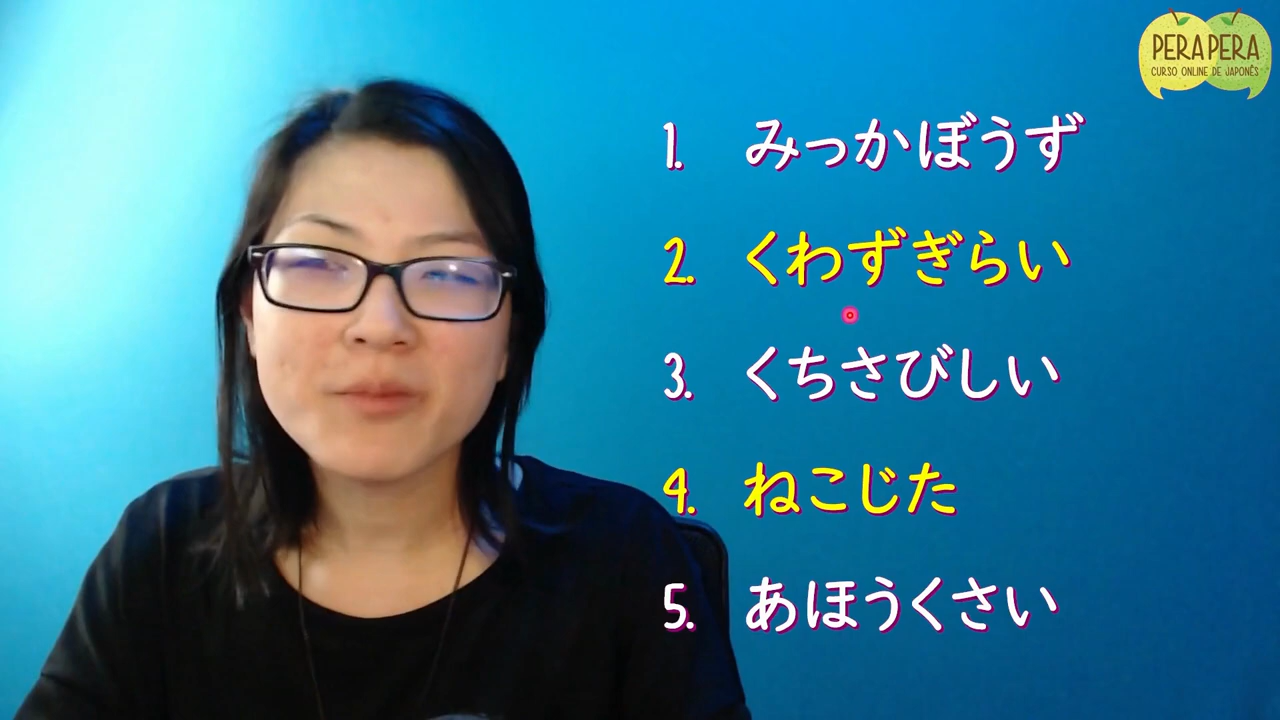 PERA PERA
CURSO ONLINE DE JAPONÊS
1. みっかぼうず
2. くわずぎらい
3. くちさびしい
4. ねこじた
5. あほうくさい